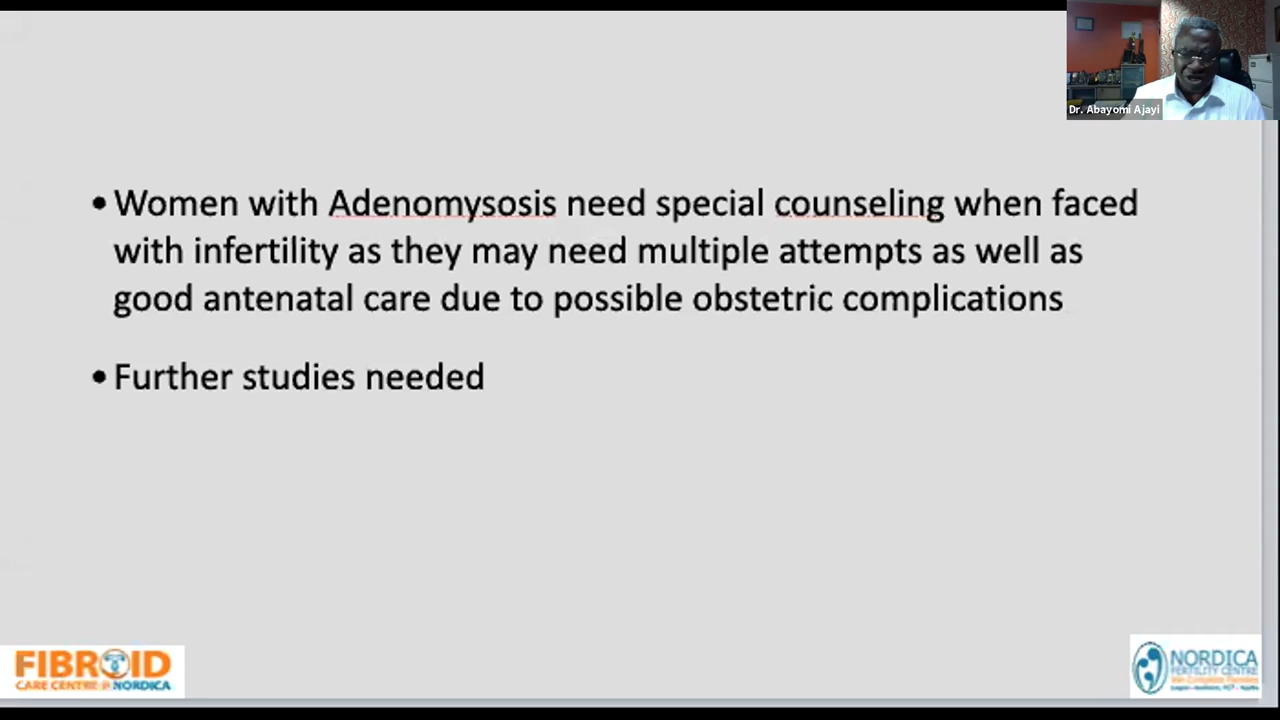 Dr. Abayomi Ajayi
• Women with Adenomysosis need special counseling when faced
with infertility as they may need multiple attempts as well as
good antenatal care due to possible obstetric complications
• Further studies needed
FIBROID
CARE CENTRE @ NORDICA
NORDICA
FERTILITY CENTRE